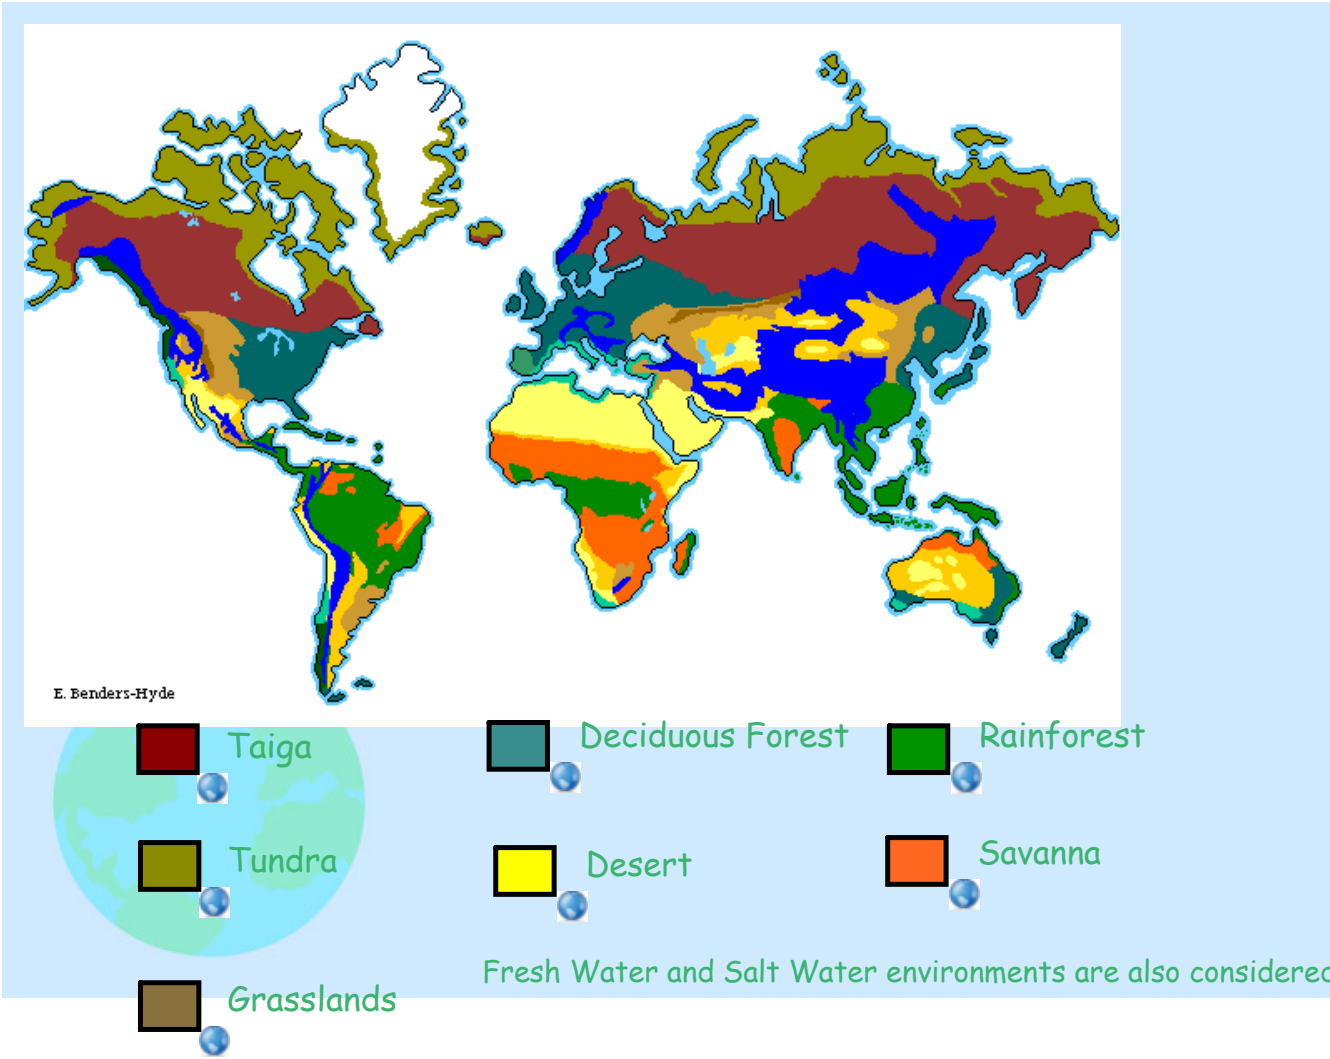 E. Benders-Hyde
Taiga
Deciduous Forest
Rainforest
Tundra
Desert
Savanna
Fresh Water and Salt Water environments are also considered
Grasslands